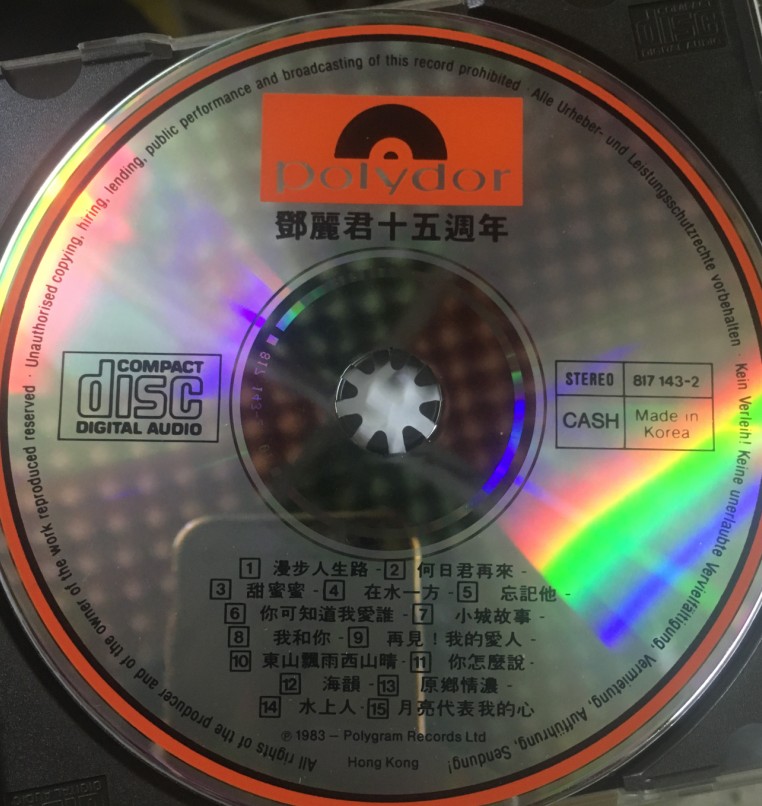 Unauthorised copying, hiring, lending, public performance and broadcasting of this record prohibited · Alle Urheber- und Leistungsschutzrechte vorbehalten · Kein Verleih! Keine unerlaubte Vervielfältigung, Vermietung, Aufführung, Sendung!
polydor
鄧麗君十五週年
COMPACT
disc
DIGITAL AUDIO
STEREO 817 143-2
CASH Made in Korea
1 漫步人生路 - 2 何日君再來 -
3 甜蜜蜜 - 4 在水一方 - 5 忘記他 -
6 你可知道我愛誰 - 7 小城故事 -
8 我和你 - 9 再見！我的愛人 -
10 東山飄雨西山晴 - 11 你怎麼說 -
12 海韻 - 13 原鄉情濃 -
14 水上人 · 15 月亮代表我的心
℗ 1983 – Polygram Records Ltd
Hong Kong
All rights of the producer and of the owner of the work reproduced reserved ·
disc